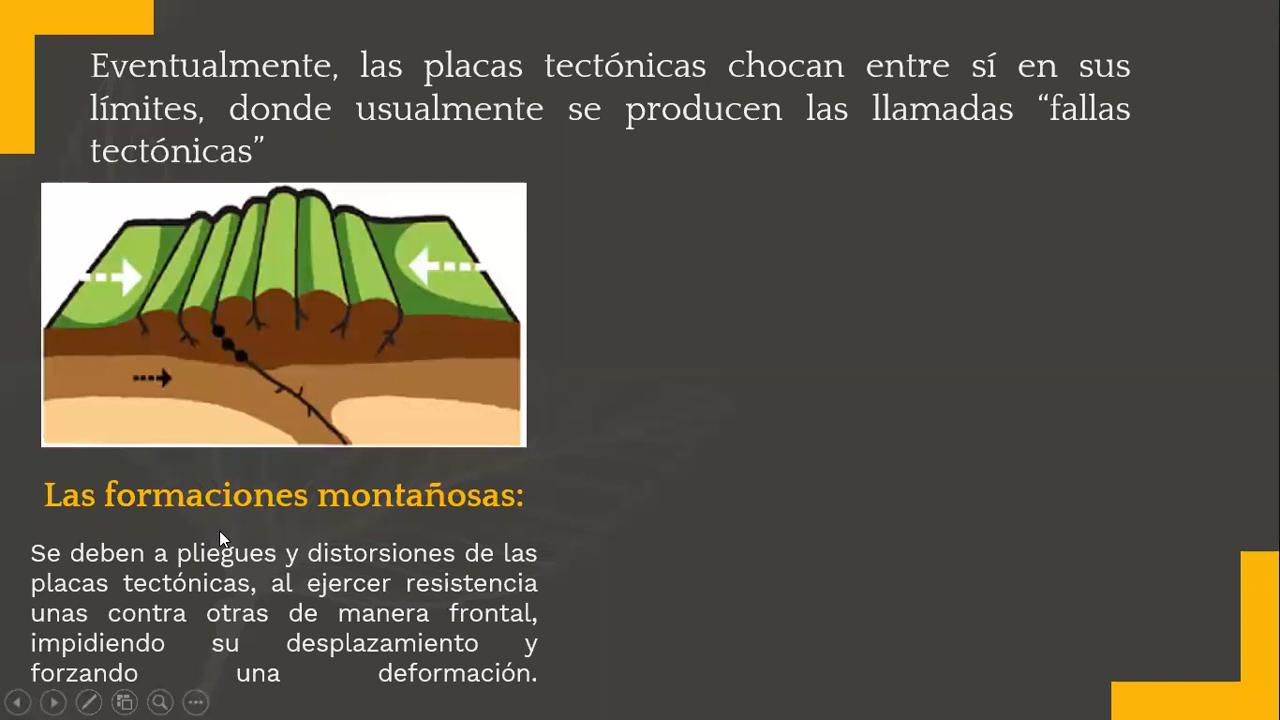 Eventualmente, las placas tectónicas chocan entre sí en sus
límites, donde usualmente se producen las llamadas “fallas
tectónicas”
Las formaciones montañosas:
Se deben a pliegues y distorsiones de las
placas tectónicas, al ejercer resistencia
unas contra otras de manera frontal,
impidiendo su desplazamiento y
forzando una deformación.